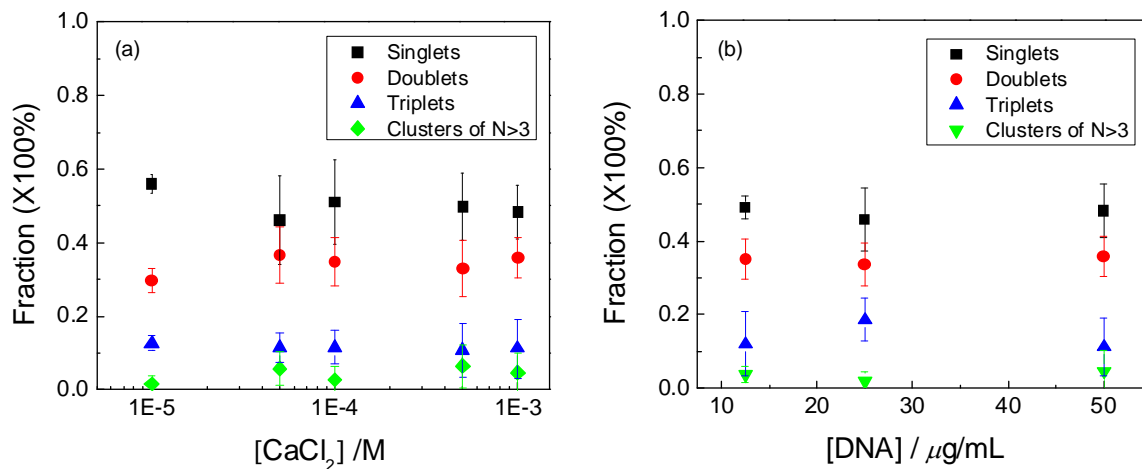 (a)
Singlets
Doublets
Triplets
Clusters of N>3
Fraction (X100%)
1.0
0.8
0.6
0.4
0.2
0.0
1E-5 1E-4 1E-3
[CaCl₂] /M
(b)
Singlets
Doublets
Triplets
Clusters of N>3
Fraction (X100%)
1.0
0.8
0.6
0.4
0.2
0.0
10 20 30 40 50
[DNA] / μg/mL